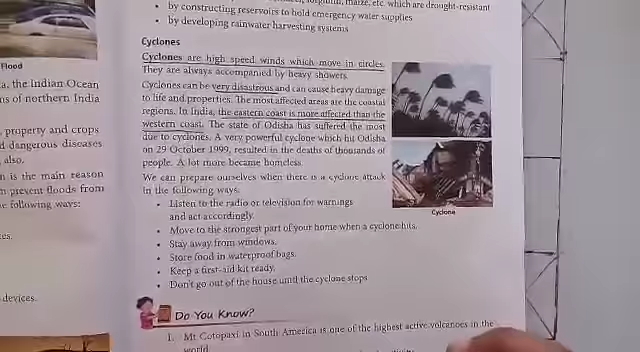 Flood
a, the Indian Ocean
ns of northern India
, property and crops
d dangerous diseases
also.
n is the main reason
n prevent floods from
e following ways:
devices.
maize, etc. which are drought-resistant
• by constructing reservoirs to hold emergency water supplies
• by developing rainwater harvesting systems
Cyclones
Cyclones are high speed winds which move in circles.
They are always accompanied by heavy showers.
Cyclones can be very disastrous and can cause heavy damage
to life and properties. The most affected areas are the coastal
regions. In India, the eastern coast is more affected than the
western coast. The state of Odisha has suffered the most
due to cyclones. A very powerful cyclone which hit Odisha
on 29 October 1999, resulted in the deaths of thousands of
people. A lot more became homeless.
We can prepare ourselves when there is a cyclone attack
in the following ways.
• Listen to the radio or television for warnings
and act accordingly.
• Move to the strongest part of your home when a cyclone hits.
• Stay away from windows.
• Store food in waterproof bags.
• Keep a first-aid kit ready.
• Don't go out of the house until the cyclone stops
Cyclone
Do You Know?
1. Mt Cotopaxi in South America is one of the highest active volcanoes in the
world.